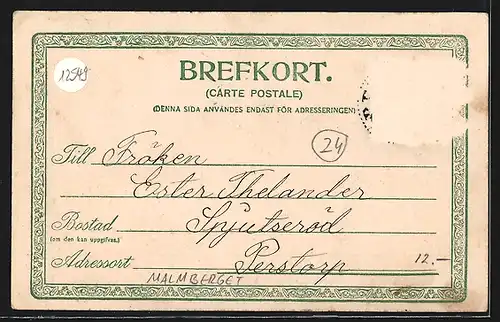 12549
BREFKORT.
(CARTE POSTALE)
(DENNA SIDA ANVÄNDES ENDAST FÖR ADRESSERINGEN)
24
Till Fröken
Ester Thelander
Bostad Spjutseröd
(om den kan uppgifvas.)
Adressort Perstorp
12.—
MALMBERGET